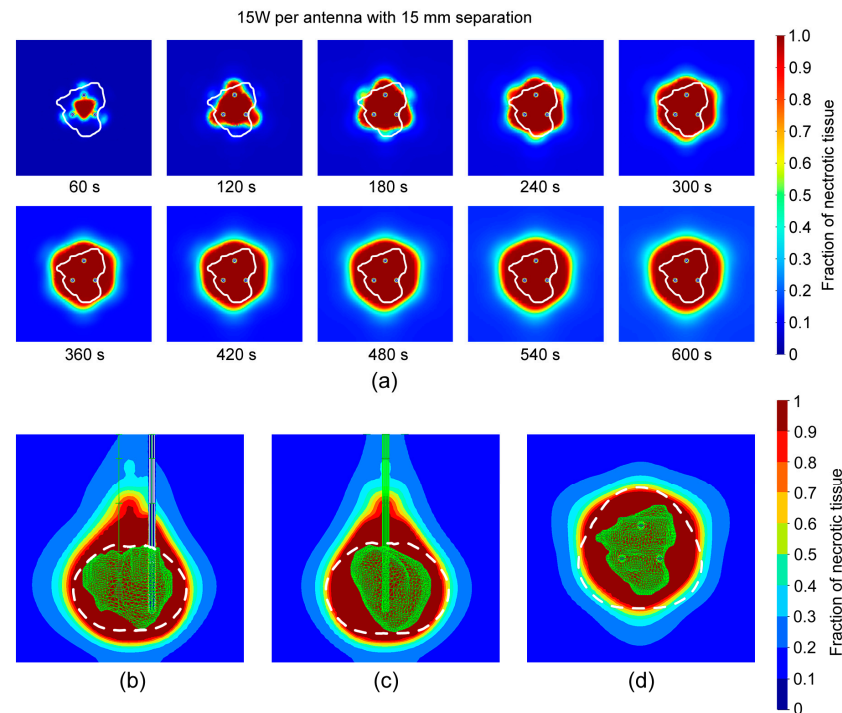 15W per antenna with 15 mm separation
60 s
120 s
180 s
240 s
300 s
360 s
420 s
480 s
540 s
600 s
(a)
1.0
0.9
0.8
0.7
0.6
0.5
0.4
0.3
0.2
0.1
0
Fraction of nectrotic tissue
(b)
(c)
(d)
1
0.9
0.8
0.7
0.6
0.5
0.4
0.3
0.2
0.1
0
Fraction of necrotic tissue